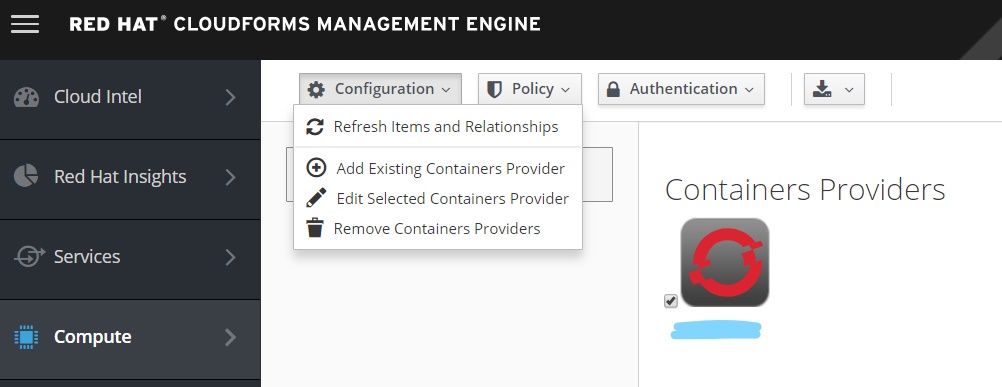 RED HAT® CLOUDFORMS MANAGEMENT ENGINE
Cloud Intel
Red Hat Insights
Services
Compute
Configuration
Policy
Authentication
Refresh Items and Relationships
Add Existing Containers Provider
Edit Selected Containers Provider
Remove Containers Providers
Containers Providers